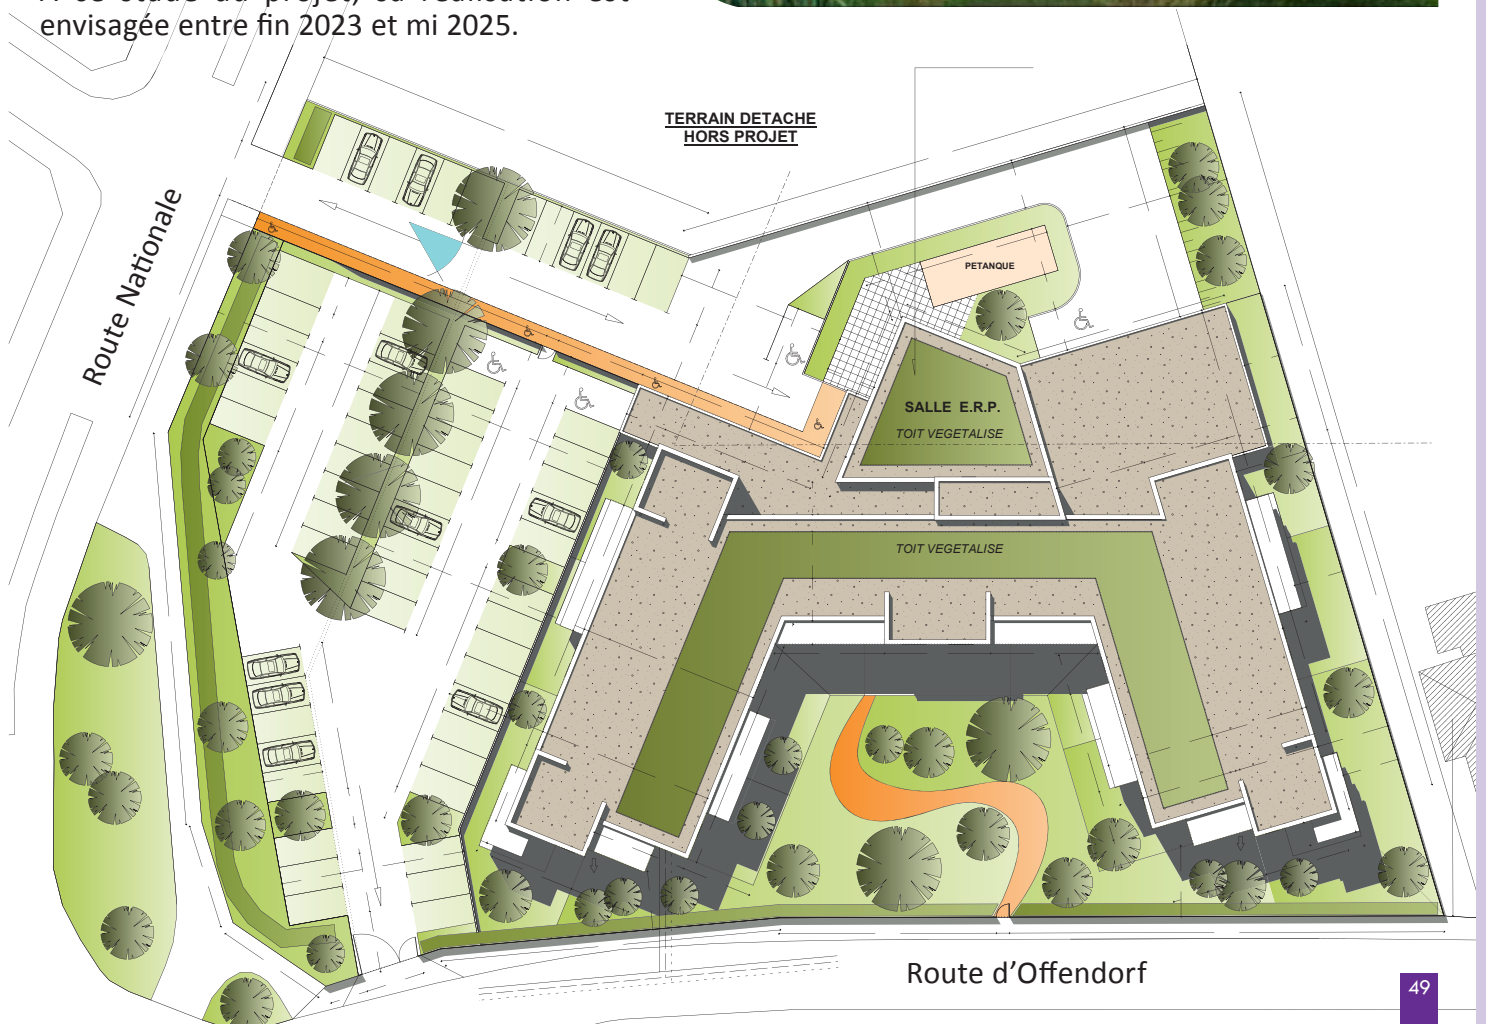 envisagée entre fin 2023 et mi 2025.
TERRAIN DETACHE
HORS PROJET
Route Nationale
PETANQUE
SALLE E.R.P.
TOIT VEGETALISE
TOIT VEGETALISE
Route d'Offendorf
49